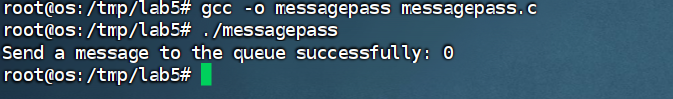 root@os:/tmp/lab5# gcc -o messagepass messagepass.c
root@os:/tmp/lab5# ./messagepass
Send a message to the queue successfully: 0
root@os:/tmp/lab5#